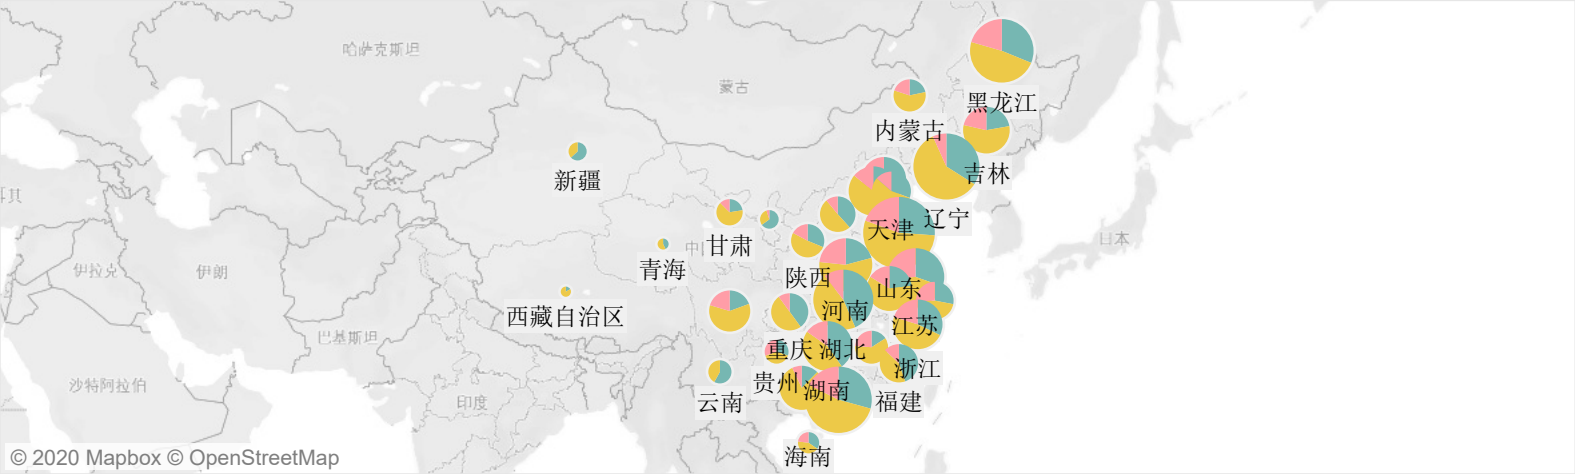 哈萨克斯坦
蒙古
黑龙江
内蒙古
吉林
新疆
辽宁
天津
甘肃
日本
青海
伊拉克
伊朗
陕西
山东
河南
西藏自治区
江苏
巴基斯坦
重庆
湖北
浙江
沙特阿拉伯
贵州
湖南
云南
印度
福建
海南
© 2020 Mapbox © OpenStreetMap